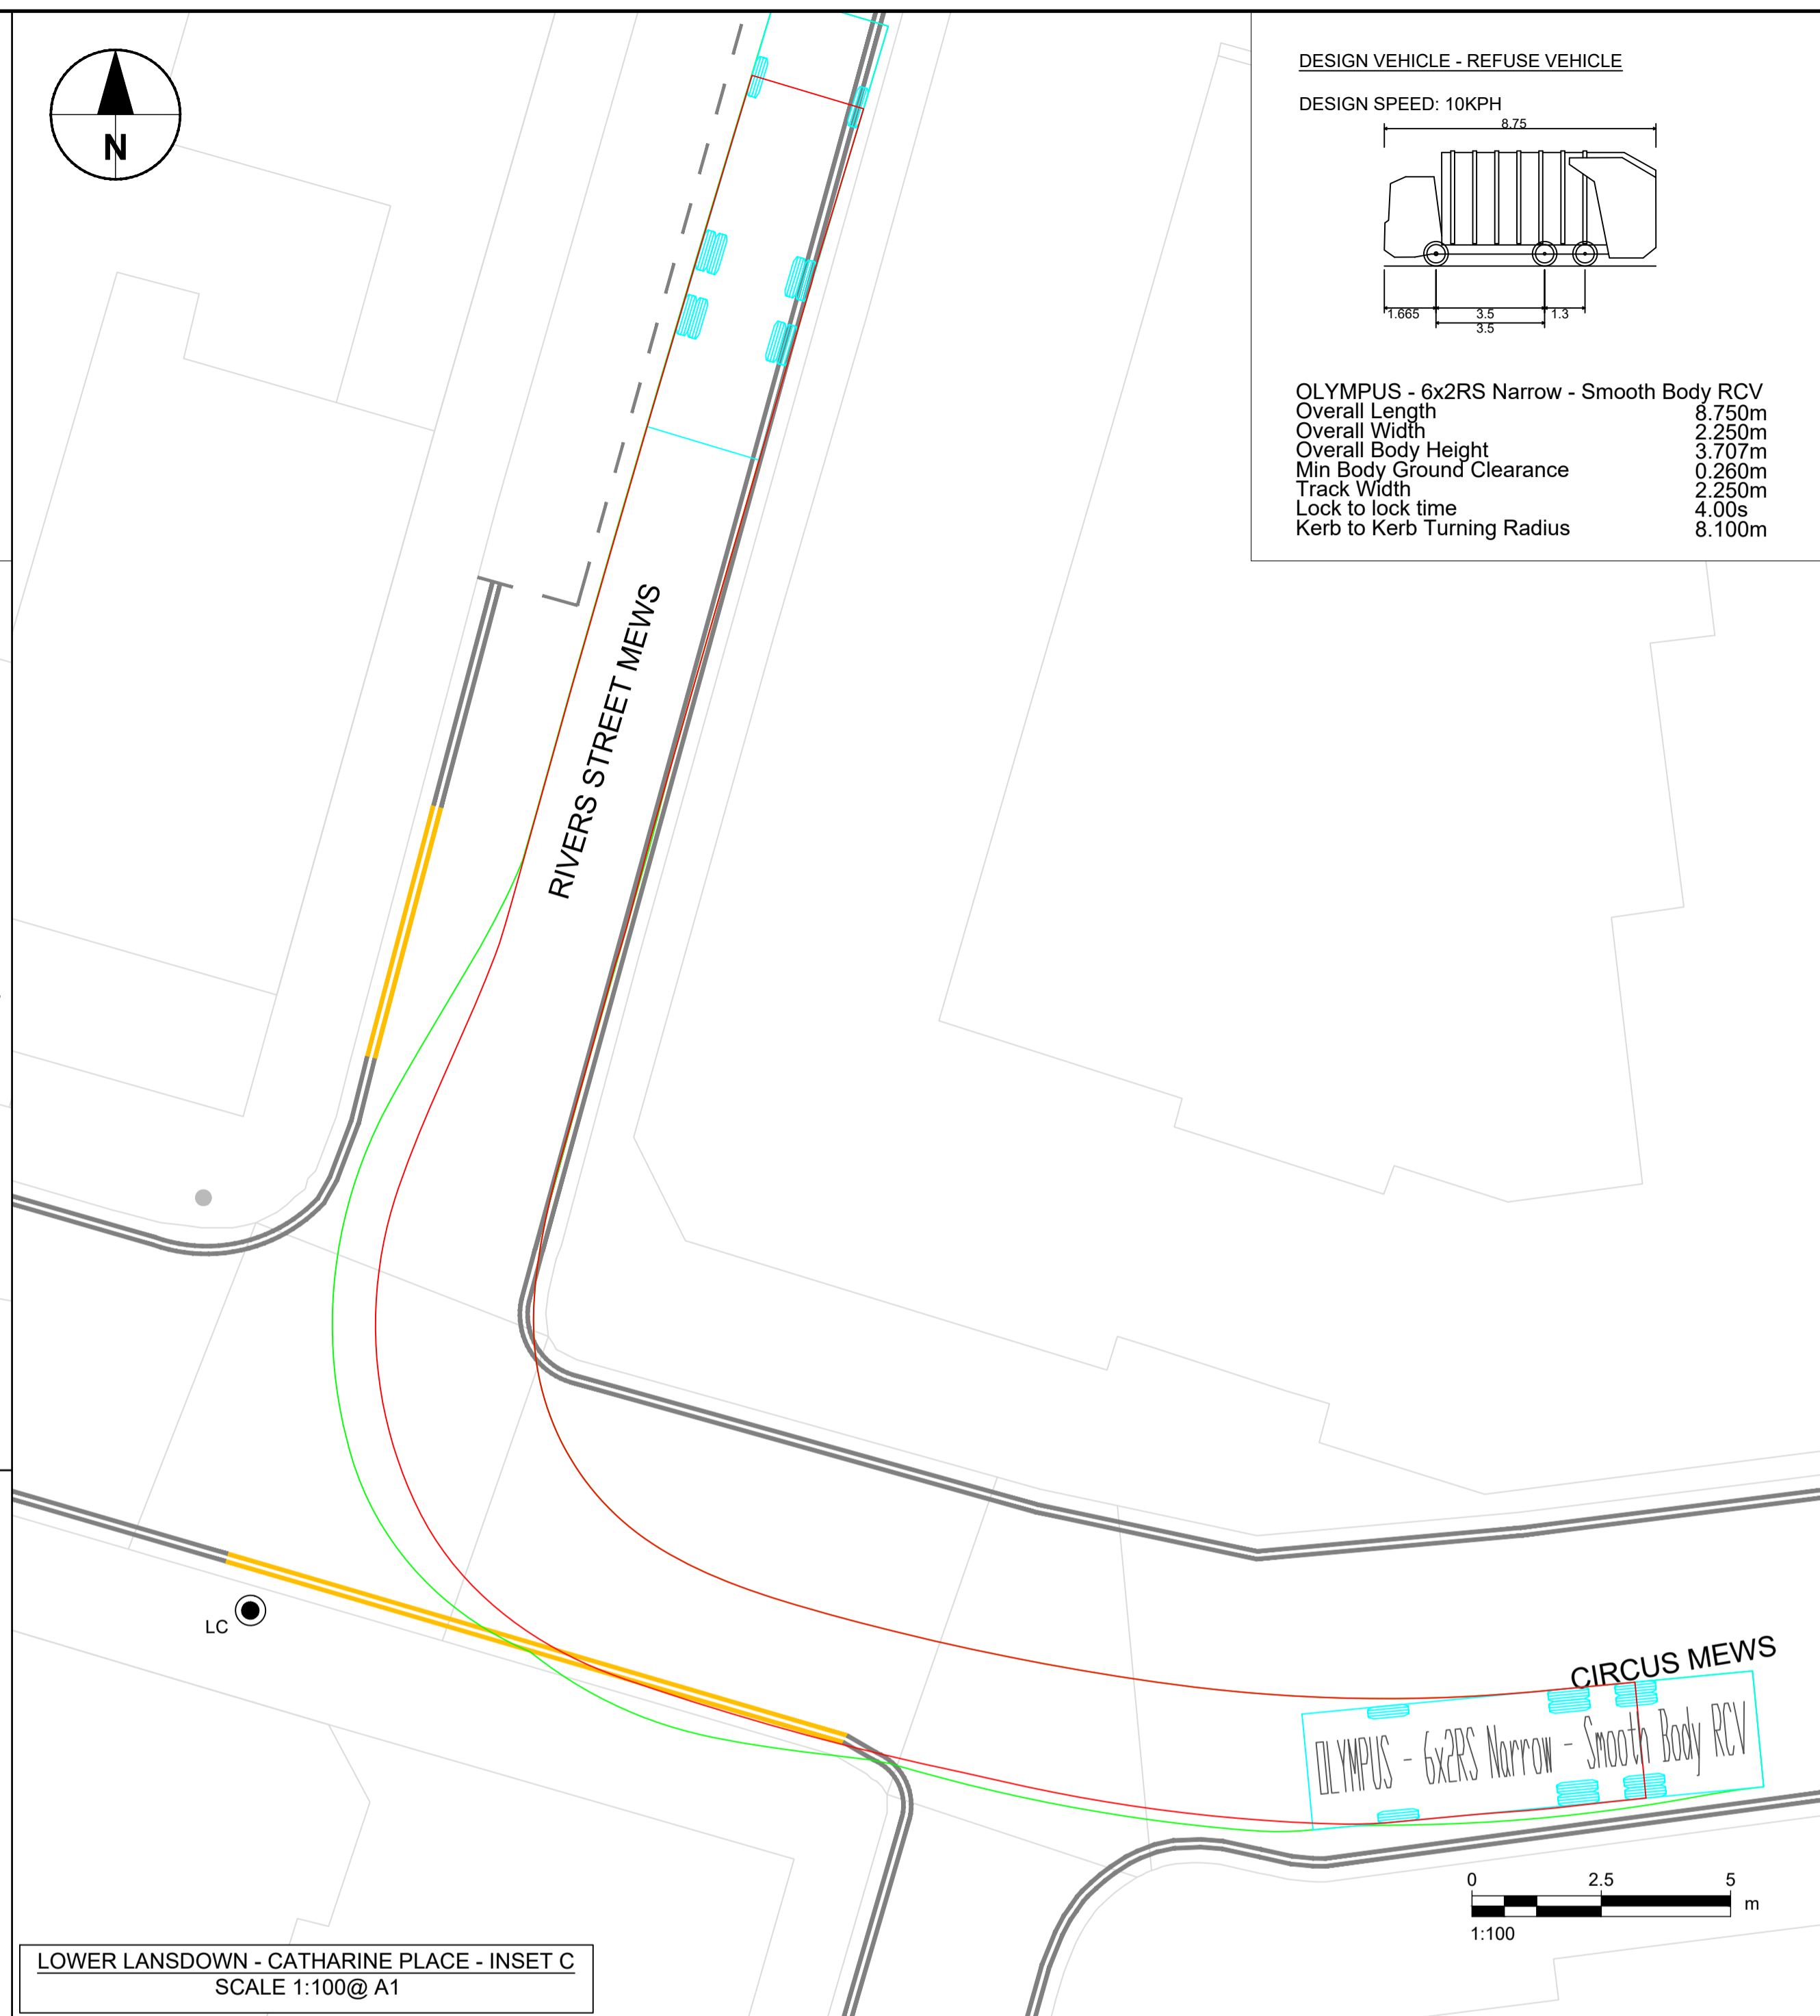 N
DESIGN VEHICLE - REFUSE VEHICLE
DESIGN SPEED: 10KPH
8.75
1.665 3.5 1.3
3.5
OLYMPUS - 6x2RS Narrow - Smooth Body RCV
Overall Length 8.750m
Overall Width 2.250m
Overall Body Height 3.707m
Min Body Ground Clearance 0.260m
Track Width 2.250m
Lock to lock time 4.00s
Kerb to Kerb Turning Radius 8.100m
RIVERS STREET MEWS
LC
CIRCUS MEWS
OLYMPUS - 6x2RS Narrow - Smooth Body RCV
0 2.5 5
m
1:100
LOWER LANSDOWN - CATHARINE PLACE - INSET C
SCALE 1:100@ A1